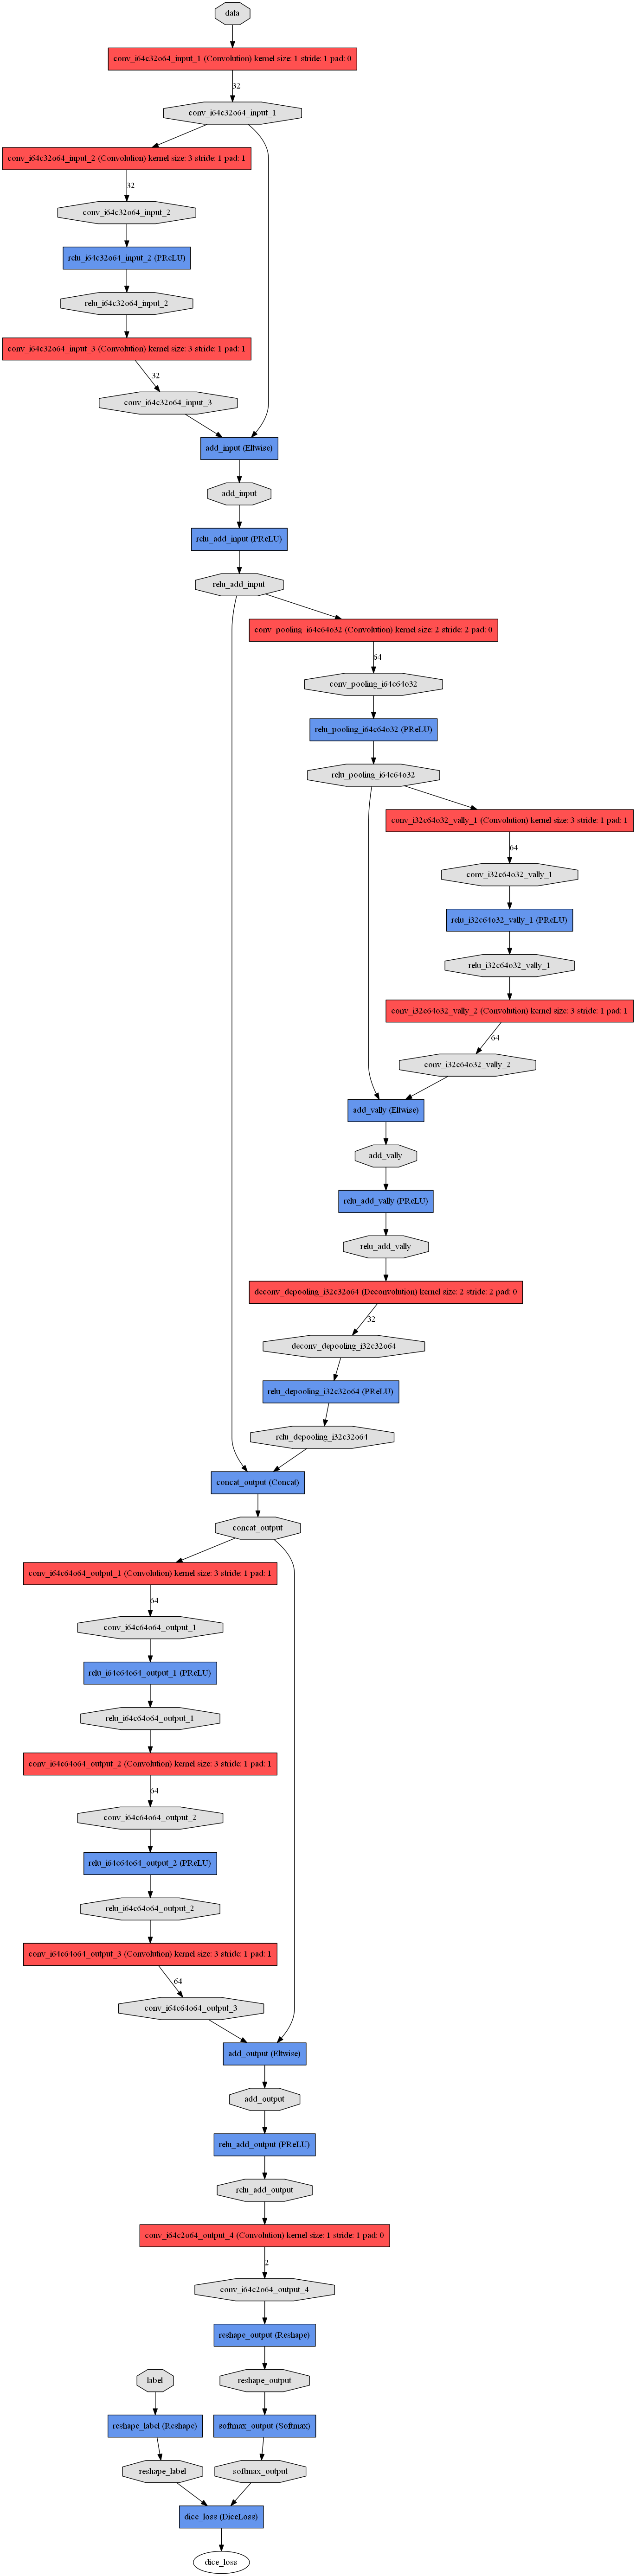 data
conv_i64c32o64_input_1 (Convolution) kernel size: 1 stride: 1 pad: 0
32
conv_i64c32o64_input_1
conv_i64c32o64_input_2 (Convolution) kernel size: 3 stride: 1 pad: 1
32
conv_i64c32o64_input_2
relu_i64c32o64_input_2 (PReLU)
relu_i64c32o64_input_2
conv_i64c32o64_input_3 (Convolution) kernel size: 3 stride: 1 pad: 1
32
conv_i64c32o64_input_3
add_input (Eltwise)
add_input
relu_add_input (PReLU)
relu_add_input
conv_pooling_i64c64o32 (Convolution) kernel size: 2 stride: 2 pad: 0
64
conv_pooling_i64c64o32
relu_pooling_i64c64o32 (PReLU)
relu_pooling_i64c64o32
conv_i32c64o32_vally_1 (Convolution) kernel size: 3 stride: 1 pad: 1
64
conv_i32c64o32_vally_1
relu_i32c64o32_vally_1 (PReLU)
relu_i32c64o32_vally_1
conv_i32c64o32_vally_2 (Convolution) kernel size: 3 stride: 1 pad: 1
64
conv_i32c64o32_vally_2
add_vally (Eltwise)
add_vally
relu_add_vally (PReLU)
relu_add_vally
deconv_depooling_i32c32o64 (Deconvolution) kernel size: 2 stride: 2 pad: 0
32
deconv_depooling_i32c32o64
relu_depooling_i32c32o64 (PReLU)
relu_depooling_i32c32o64
concat_output (Concat)
concat_output
conv_i64c64o64_output_1 (Convolution) kernel size: 3 stride: 1 pad: 1
64
conv_i64c64o64_output_1
relu_i64c64o64_output_1 (PReLU)
relu_i64c64o64_output_1
conv_i64c64o64_output_2 (Convolution) kernel size: 3 stride: 1 pad: 1
64
conv_i64c64o64_output_2
relu_i64c64o64_output_2 (PReLU)
relu_i64c64o64_output_2
conv_i64c64o64_output_3 (Convolution) kernel size: 3 stride: 1 pad: 1
64
conv_i64c64o64_output_3
add_output (Eltwise)
add_output
relu_add_output (PReLU)
relu_add_output
conv_i64c2o64_output_4 (Convolution) kernel size: 1 stride: 1 pad: 0
2
conv_i64c2o64_output_4
reshape_output (Reshape)
label
reshape_output
reshape_label (Reshape)
softmax_output (Softmax)
reshape_label
softmax_output
dice_loss (DiceLoss)
dice_loss